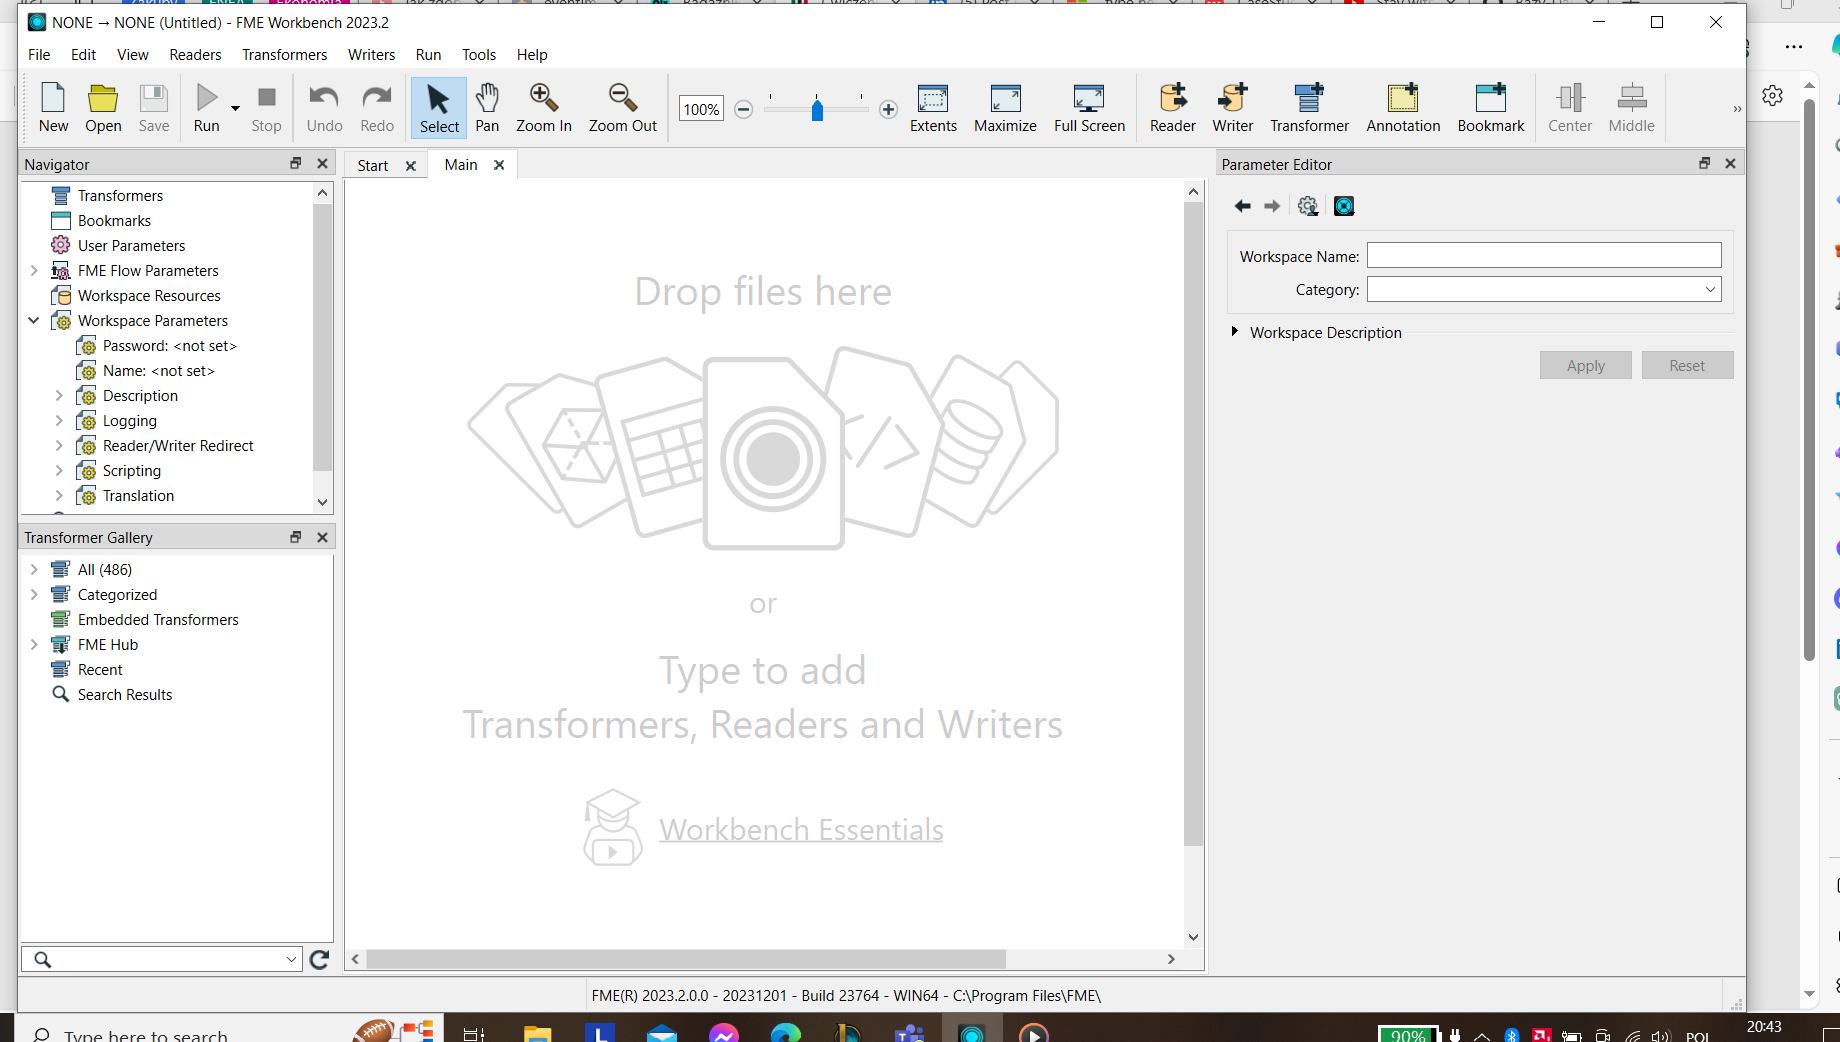 NONE → NONE (Untitled) - FME Workbench 2023.2
File Edit View Readers Transformers Writers Run Tools Help
New Open Save Run Stop Undo Redo Select Pan Zoom In Zoom Out 100% Extents Maximize Full Screen Reader Writer Transformer Annotation Bookmark Center Middle »
Navigator
Transformers
Bookmarks
User Parameters
FME Flow Parameters
Workspace Resources
Workspace Parameters
Password: <not set>
Name: <not set>
Description
Logging
Reader/Writer Redirect
Scripting
Translation
Transformer Gallery
All (486)
Categorized
Embedded Transformers
FME Hub
Recent
Search Results
Start Main
Drop files here
or
Type to add
Transformers, Readers and Writers
Workbench Essentials
Parameter Editor
Workspace Name:
Category:
Workspace Description
Apply Reset
FME(R) 2023.2.0.0 - 20231201 - Build 23764 - WIN64 - C:\Program Files\FME\
Type here to search
90%
POL
20:43